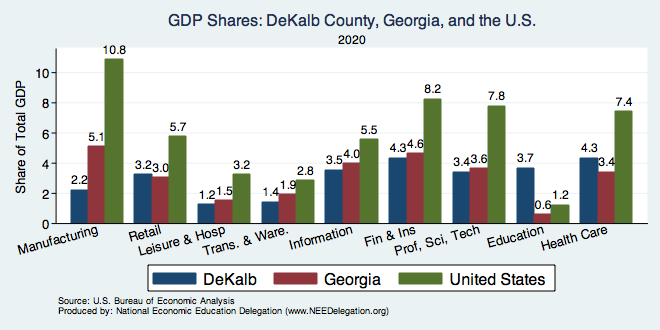 GDP Shares: DeKalb County, Georgia, and the U.S.
2020
Share of Total GDP
10
8
6
4
2
0
2.2 5.1 10.8
3.2 3.0 5.7
1.2 1.5 3.2
1.4 1.9 2.8
3.5 4.0 5.5
4.3 4.6 8.2
3.4 3.6 7.8
3.7 0.6 1.2
4.3 3.4 7.4
Manufacturing
Retail
Leisure & Hosp
Trans. & Ware.
Information
Fin & Ins
Prof, Sci, Tech
Education
Health Care
DeKalb Georgia United States
Source: U.S. Bureau of Economic Analysis
Produced by: National Economic Education Delegation (www.NEEDelegation.org)